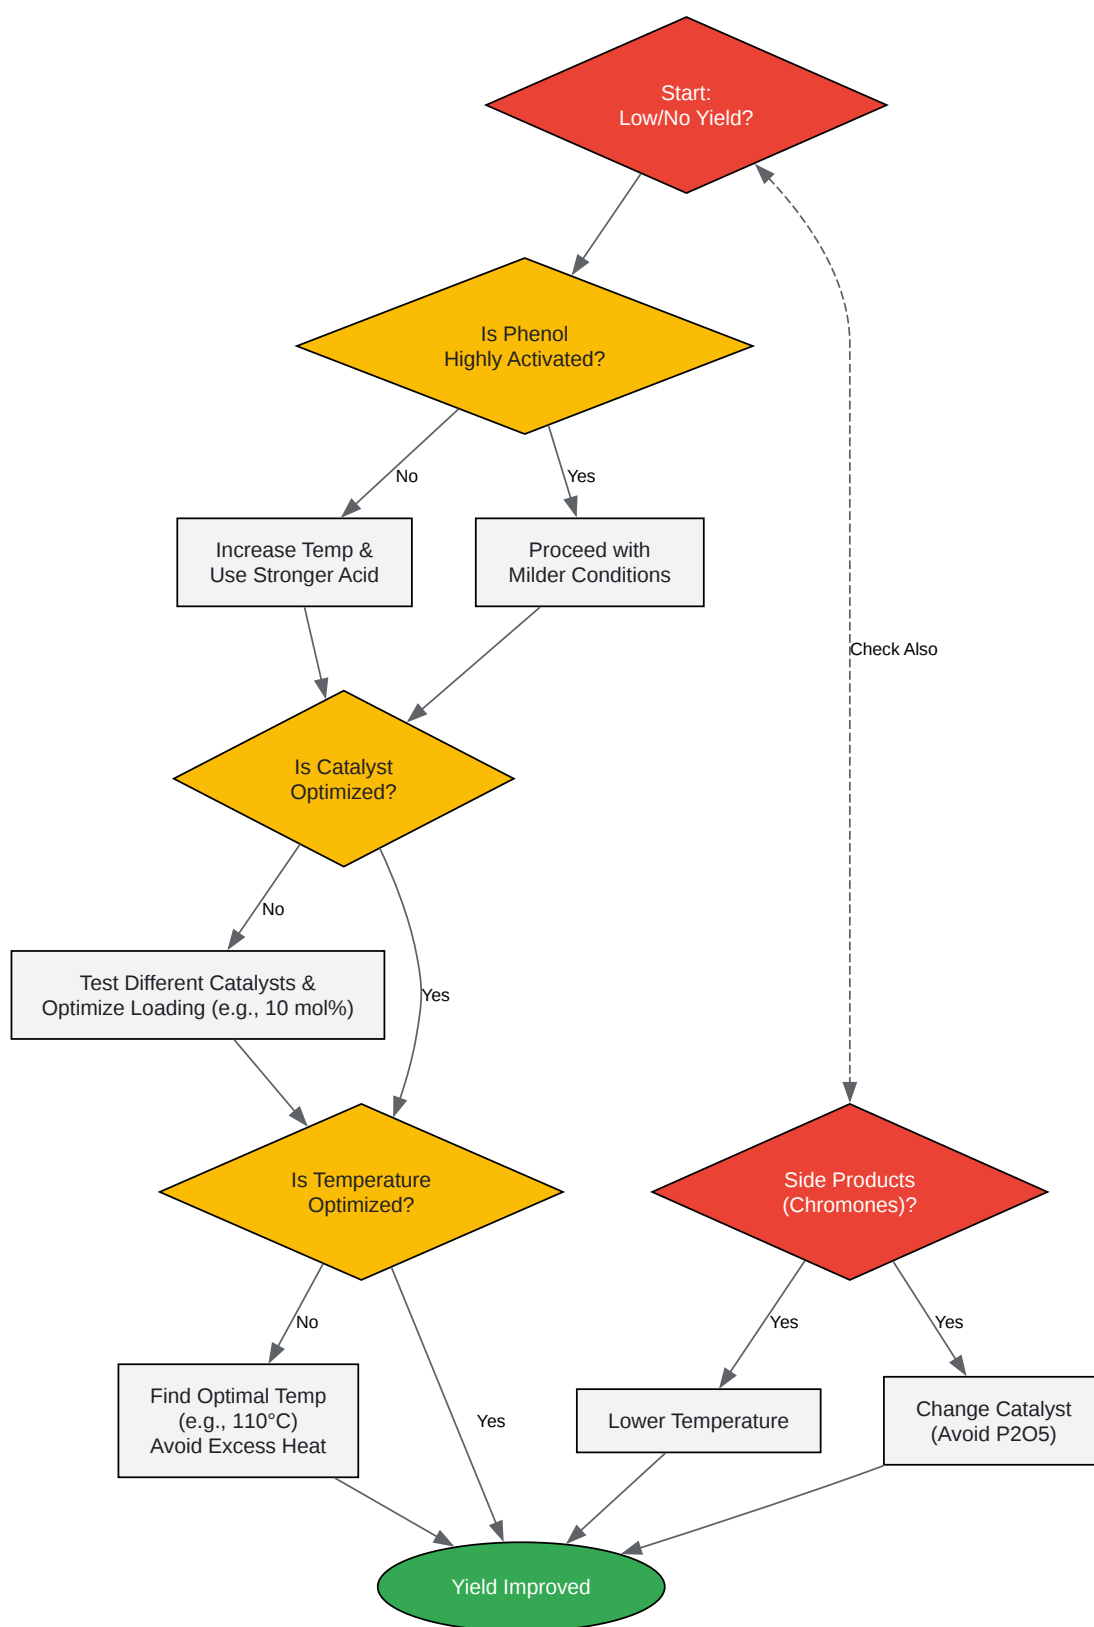 Start:
Low/No Yield?
Is Phenol
Highly Activated?
No
Yes
Increase Temp &
Use Stronger Acid
Proceed with
Milder Conditions
Check Also
Is Catalyst
Optimized?
No
Yes
Test Different Catalysts &
Optimize Loading (e.g., 10 mol%)
Is Temperature
Optimized?
Side Products
(Chromones)?
No
Yes
Yes
Yes
Find Optimal Temp
(e.g., 110°C)
Avoid Excess Heat
Lower Temperature
Change Catalyst
(Avoid P2O5)
Yield Improved